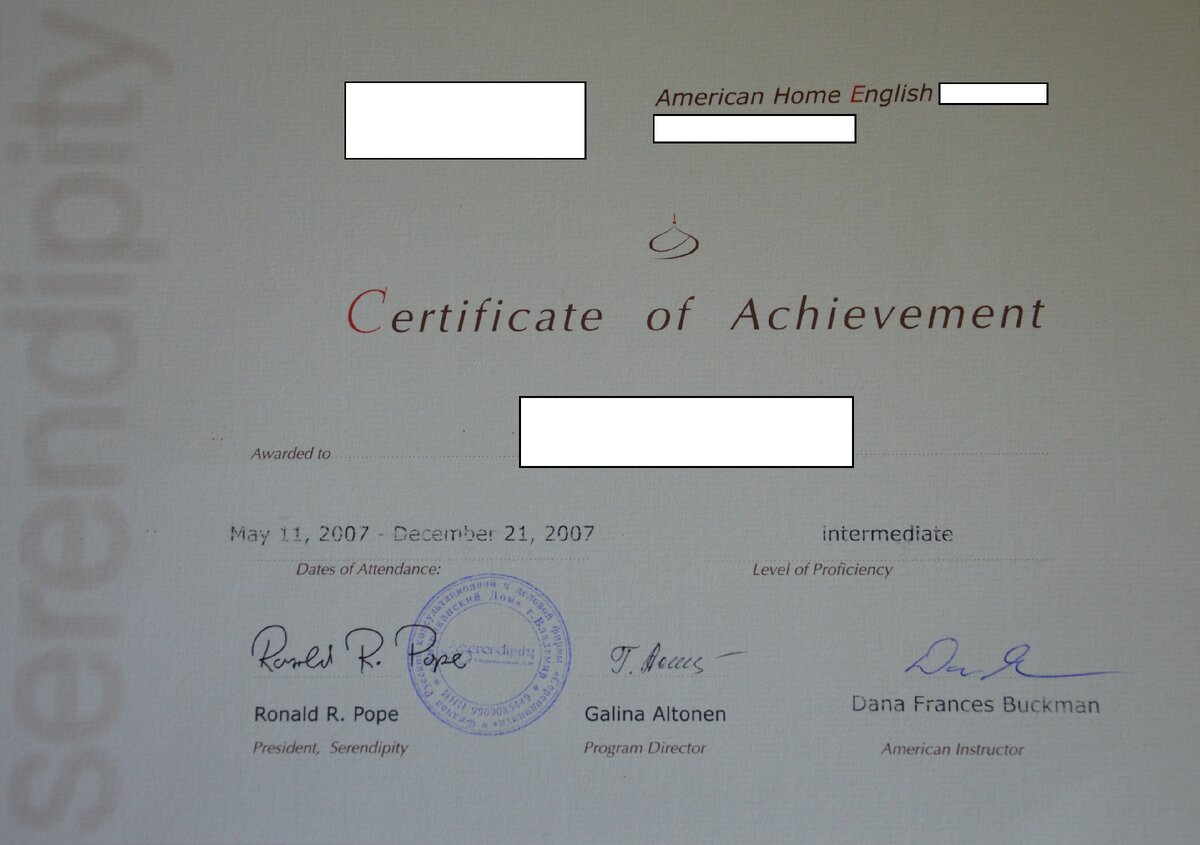 serendipity
American Home English
Certificate of Achievement
Awarded to
May 11, 2007 - December 21, 2007
intermediate
Dates of Attendance:
Level of Proficiency
Ronald R. Pope
Serendipity
Ronald R. Pope
Galina Altonen
Dana Frances Buckman
President, Serendipity
Program Director
American Instructor